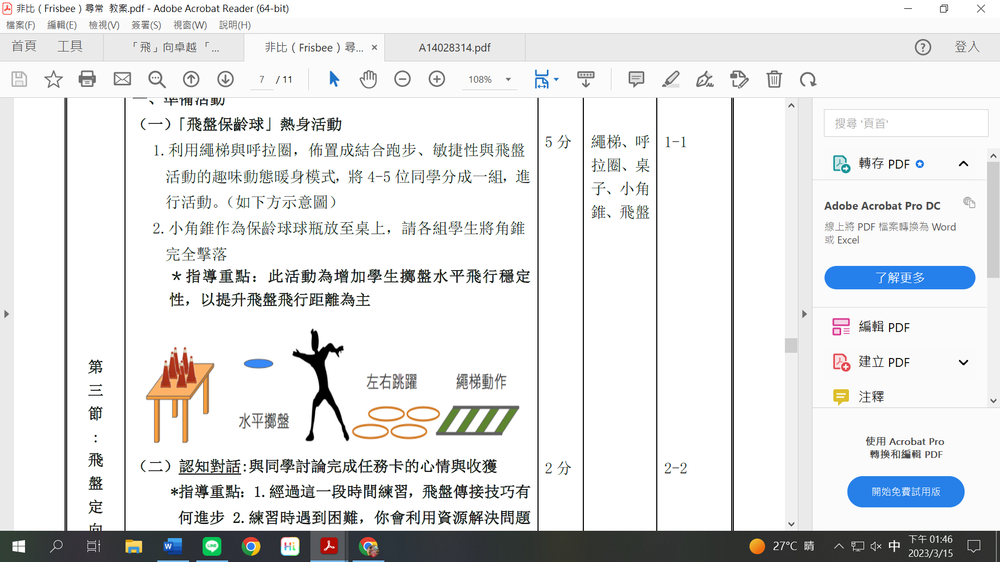 非比（Frisbee）尋常 教案.pdf - Adobe Acrobat Reader (64-bit)
檔案(F) 編輯(E) 檢視(V) 簽署(S) 視窗(W) 說明(H)
首頁 工具 「飛」向卓越「... 非比（Frisbee）尋... × A14028314.pdf 登入
7 / 11 108%
一、準備活動
（一）「飛盤保齡球」熱身活動
1.利用繩梯與呼拉圈，佈置成結合跑步、敏捷性與飛盤
活動的趣味動態暖身模式，將 4-5 位同學分成一組，進
行活動。（如下方示意圖）
2.小角錐作為保齡球球瓶放至桌上，請各組學生將角錐
完全擊落
＊指導重點：此活動為增加學生擲盤水平飛行穩定
性，以提升飛盤飛行距離為主
左右跳躍 繩梯動作
水平擲盤
（二）認知對話:與同學討論完成任務卡的心情與收獲
*指導重點：1.經過這一段時間練習，飛盤傳接技巧有
何進步 2.練習時遇到困難，你會利用資源解決問題
第
三
節
：
飛
盤
定
向
5 分
2 分
繩梯、呼
拉圈、桌
子、小角
錐、飛盤
1-1
2-2
搜尋 '頁首'
轉存 PDF
Adobe Acrobat Pro DC
線上將 PDF 檔案轉換為 Word
或 Excel
了解更多
編輯 PDF
建立 PDF
注釋
使用 Acrobat Pro
轉換和編輯 PDF
開始免費試用版
W LINE Hi 27°C 晴 中 下午 01:46
2023/3/15